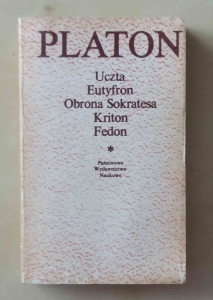 PLATON
Uczta
Eutyfron
Obrona Sokratesa
Kriton
Fedon
*
Państwowe
Wydawnictwo
Naukowe